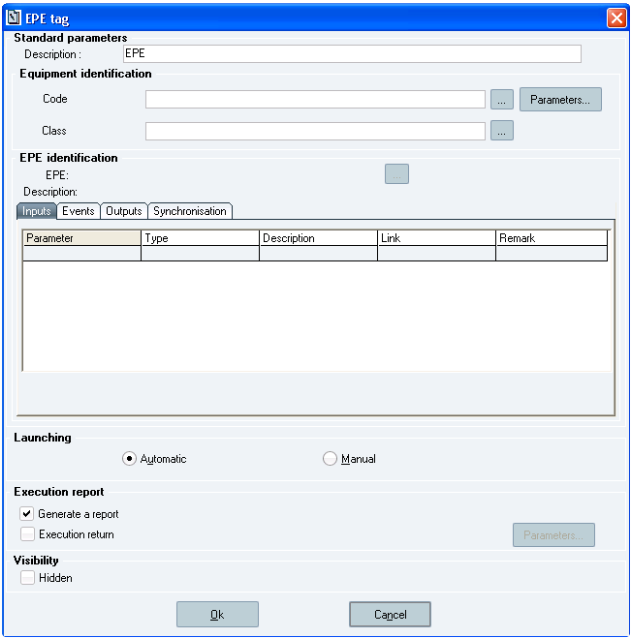 EPE tag
Standard parameters
Description : EPE
Equipment identification
Code ... Parameters...
Class ...
EPE identification
EPE: ...
Description:
Inputs Events Outputs Synchronisation
Parameter Type Description Link Remark
Launching
Automatic Manual
Execution report
Generate a report
Execution return Parameters...
Visibility
Hidden
Ok Cancel